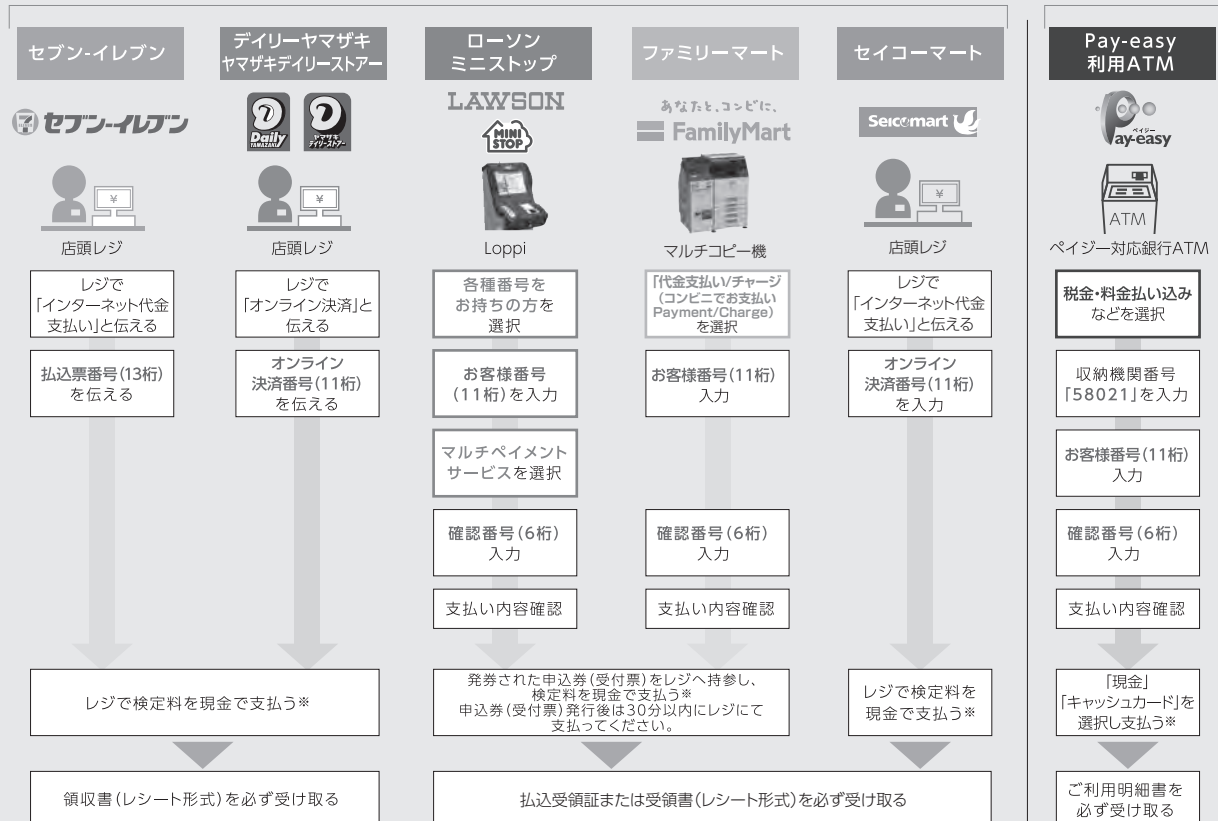 セブン-イレブン
デイリーヤマザキ
ヤマザキデイリーストアー
ローソン
ミニストップ
ファミリーマート
セイコーマート
Pay-easy
利用ATM
セブン-イレブン
Daily
YAMAZAKI
ヤマザキ
デイリーストアー
LAWSON
MINI
STOP
あなたと、コンビに、
FamilyMart
Seicomart
ペイジー
Pay-easy
¥
¥
¥
ATM
店頭レジ
店頭レジ
Loppi
マルチコピー機
店頭レジ
ペイジー対応銀行ATM
レジで
「インターネット代金
支払い」と伝える
払込票番号(13桁)
を伝える
レジで
「オンライン決済」と
伝える
オンライン
決済番号(11桁)
を伝える
各種番号を
お持ちの方を
選択
お客様番号
(11桁)を入力
マルチペイメント
サービスを選択
確認番号(6桁)
入力
支払い内容確認
「代金支払い/チャージ
(コンビニでお支払い
Payment/Charge)
を選択
お客様番号(11桁)
入力
確認番号(6桁)
入力
支払い内容確認
レジで
「インターネット代金
支払い」と伝える
オンライン
決済番号(11桁)
を入力
税金・料金払い込み
などを選択
収納機関番号
「58021」を入力
お客様番号(11桁)
入力
確認番号(6桁)
入力
支払い内容確認
レジで検定料を現金で支払う※
発券された申込券(受付票)をレジへ持参し、
検定料を現金で支払う※
申込券(受付票)発行後は30分以内にレジにて
支払ってください。
レジで検定料を
現金で支払う※
「現金」
「キャッシュカード」を
選択し支払う※
領収書(レシート形式)を必ず受け取る
払込受領証または受領書(レシート形式)を必ず受け取る
ご利用明細書を
必ず受け取る